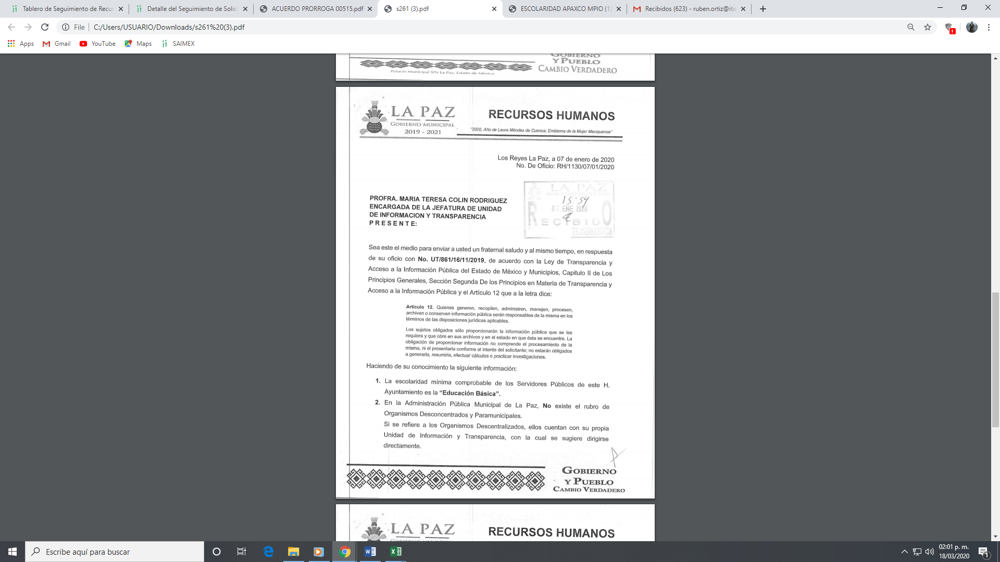 Tablero de Seguimiento de Recur
Detalle del Seguimiento de Solici
ACUERDO PRORROGA 00515.pdf
s261 (3).pdf
ESCOLARIDAD APAXCO MPIO (1)
Recibidos (623) - ruben.ortiz@ita
File | C:/Users/USUARIO/Downloads/s261%20(3).pdf
Apps Gmail YouTube Maps SAIMEX
GOBIERNO
Y PUEBLO
CAMBIO VERDADERO
Palacio Municipal S/N La Paz, Estado de México
LA PAZ
GOBIERNO MUNICIPAL
2019 - 2021
RECURSOS HUMANOS
"2020, Año de Laura Méndez de Cuenca; Emblema de la Mujer Mexiquense"
Los Reyes La Paz, a 07 de enero de 2020
No. De Oficio: RH/1130/07/01/2020
LA PAZ
GOBIERNO MUNICIPAL
15:54
07 ENE 2020
RECIBIDO
TRANSPARENCIA
PROFRA. MARIA TERESA COLIN RODRIGUEZ
ENCARGADA DE LA JEFATURA DE UNIDAD
DE INFORMACION Y TRANSPARENCIA
P R E S E N T E:
Sea este el medio para enviar a usted un fraternal saludo y al mismo tiempo, en respuesta
de su oficio con No. UT/861/16/11/2019, de acuerdo con la Ley de Transparencia y
Acceso a la Información Pública del Estado de México y Municipios, Capitulo II de Los
Principios Generales, Sección Segunda De los Principios en Materia de Transparencia y
Acceso a la Información Pública y el Artículo 12 que a la letra dice:
Artículo 12. Quienes generen, recopilen, administren, manejen, procesen,
archiven o conserven información pública serán responsables de la misma en los
términos de las disposiciones jurídicas aplicables.
Los sujetos obligados sólo proporcionarán la información pública que se les
requiera y que obre en sus archivos y en el estado en que ésta se encuentre. La
obligación de proporcionar información no comprende el procesamiento de la
misma, ni el presentarla conforme al interés del solicitante; no estarán obligados
a generarla, resumirla, efectuar cálculos o practicar investigaciones.
Haciendo de su conocimiento la siguiente información:
1. La escolaridad mínima comprobable de los Servidores Públicos de este H.
Ayuntamiento es la “Educación Básica”.
2. En la Administración Pública Municipal de La Paz, No existe el rubro de
Organismos Desconcentrados y Paramunicipales.
Si se refiere a los Organismos Descentralizados, ellos cuentan con su propia
Unidad de Información y Transparencia, con la cual se sugiere dirigirse
directamente.
GOBIERNO
Y PUEBLO
CAMBIO VERDADERO
LA PAZ
RECURSOS HUMANOS
Escribe aquí para buscar
02:01 p. m.
18/03/2020
1